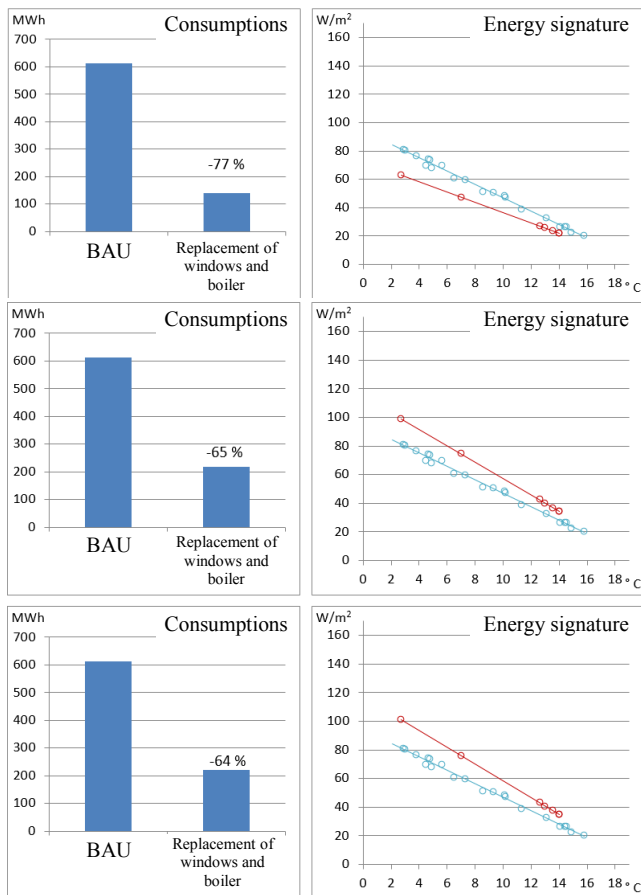 MWh Consumptions
700
600
500
400
300
200
100
0
-77 %
BAU
Replacement of
windows and
boiler
W/m² Energy signature
160
140
120
100
80
60
40
20
0
0 2 4 6 8 10 12 14 16 18 °C
MWh Consumptions
700
600
500
400
300
200
100
0
-65 %
BAU
Replacement of
windows and
boiler
W/m² Energy signature
160
140
120
100
80
60
40
20
0
0 2 4 6 8 10 12 14 16 18 °C
MWh Consumptions
700
600
500
400
300
200
100
0
-64 %
BAU
Replacement of
windows and
boiler
W/m² Energy signature
160
140
120
100
80
60
40
20
0
0 2 4 6 8 10 12 14 16 18 °C